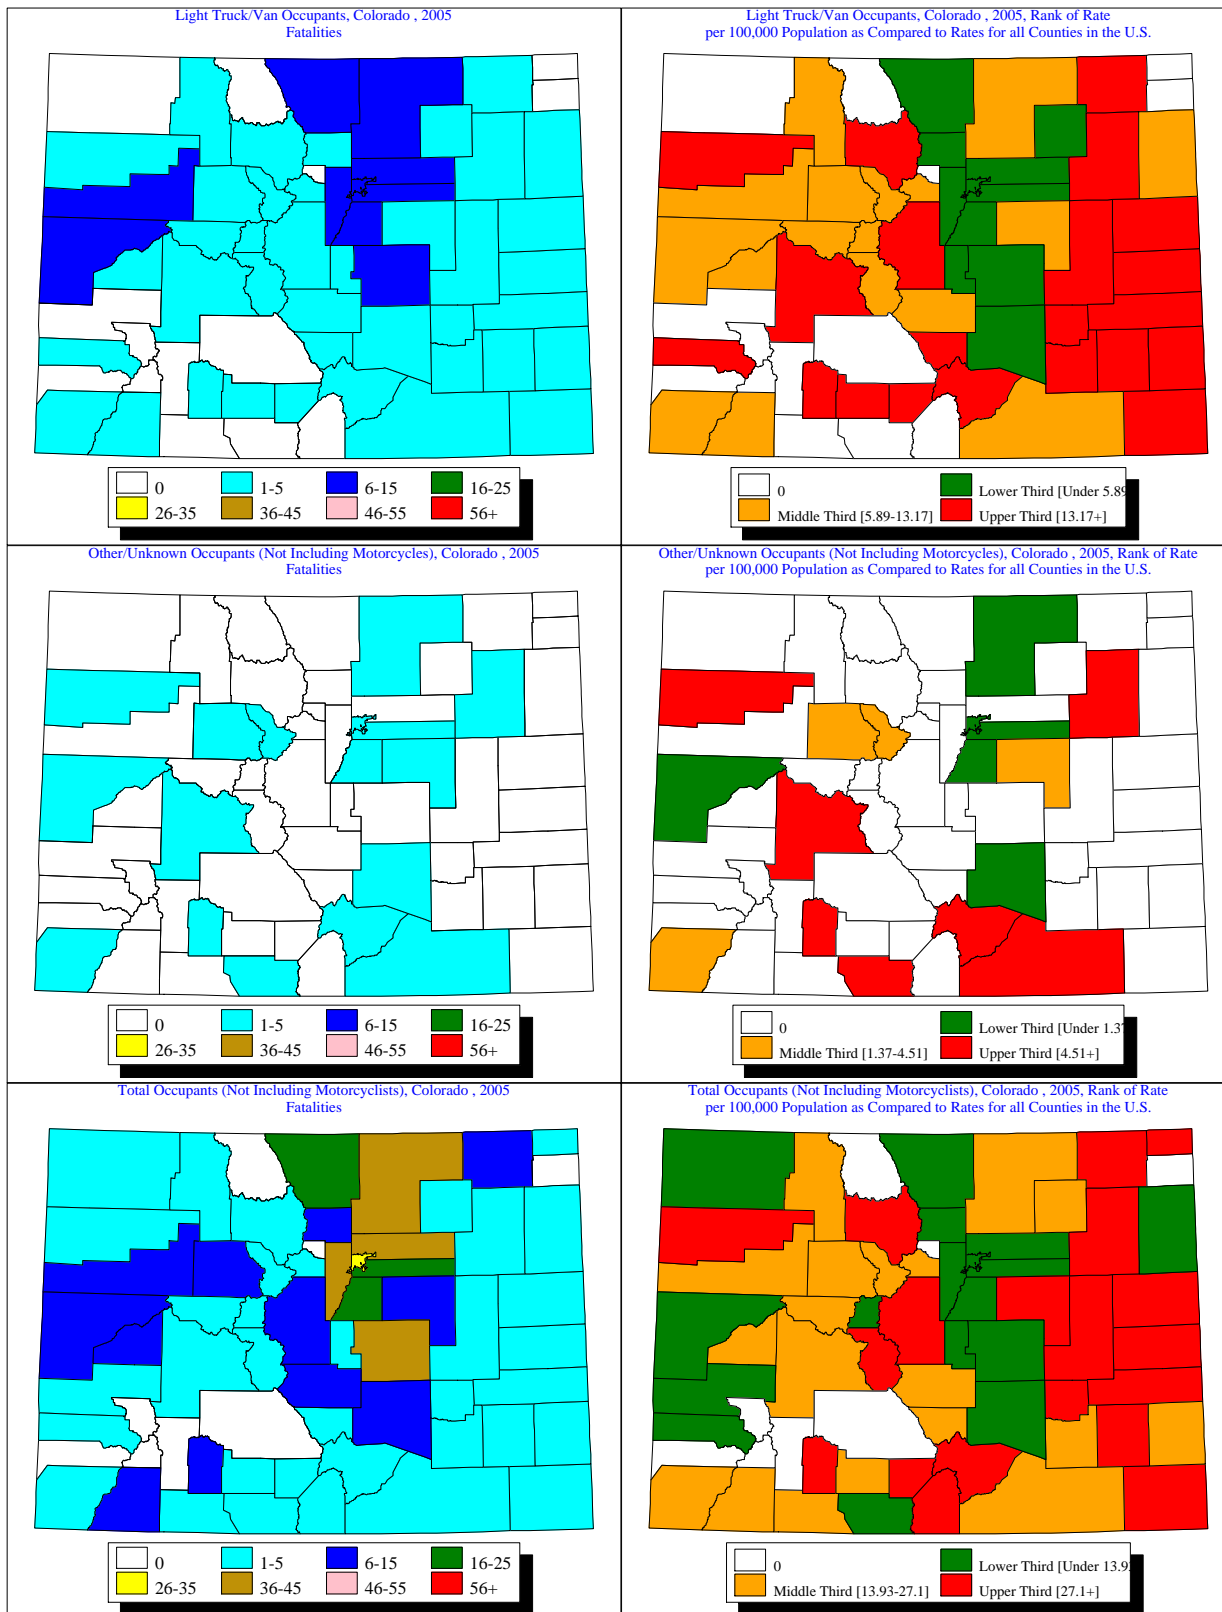 Light Truck/Van Occupants, Colorado , 2005
Fatalities
0
1-5
6-15
16-25
26-35
36-45
46-55
56+
Light Truck/Van Occupants, Colorado , 2005, Rank of Rate
per 100,000 Population as Compared to Rates for all Counties in the U.S.
0
Lower Third [Under 5.89
Middle Third [5.89-13.17]
Upper Third [13.17+]
Other/Unknown Occupants (Not Including Motorcycles), Colorado , 2005
Fatalities
0
1-5
6-15
16-25
26-35
36-45
46-55
56+
Other/Unknown Occupants (Not Including Motorcycles), Colorado , 2005, Rank of Rate
per 100,000 Population as Compared to Rates for all Counties in the U.S.
0
Lower Third [Under 1.37
Middle Third [1.37-4.51]
Upper Third [4.51+]
Total Occupants (Not Including Motorcyclists), Colorado , 2005
Fatalities
0
1-5
6-15
16-25
26-35
36-45
46-55
56+
Total Occupants (Not Including Motorcyclists), Colorado , 2005, Rank of Rate
per 100,000 Population as Compared to Rates for all Counties in the U.S.
0
Lower Third [Under 13.93
Middle Third [13.93-27.1]
Upper Third [27.1+]